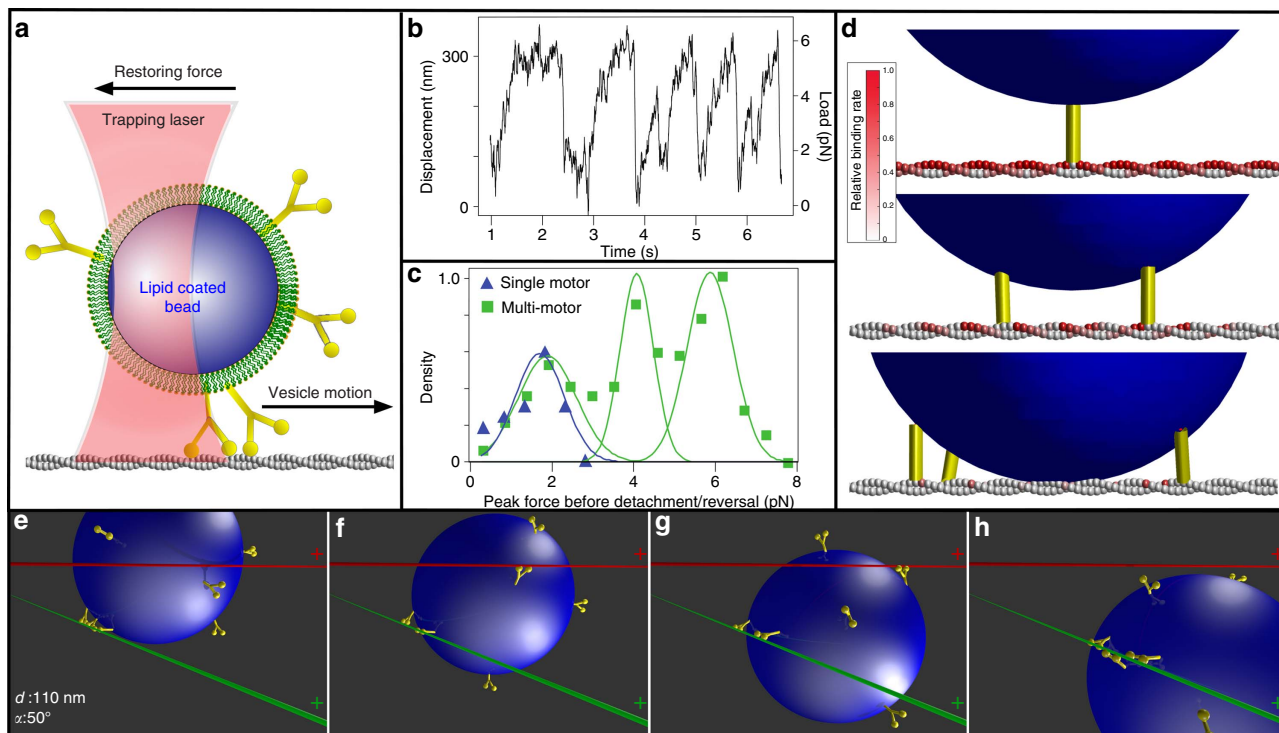 a
Restoring force
Trapping laser
Lipid coated
bead
Vesicle motion
b
Displacement (nm)
300
0
6
4
2
0
Load (pN)
1 2 3 4 5 6
Time (s)
c
Single motor
Multi-motor
Density
1.0
0
0 2 4 6 8
Peak force before detachment/reversal (pN)
d
Relative binding rate
1.0
0.8
0.6
0.4
0.2
0
e
+
+
d :110 nm
α:50°
f
+
+
g
+
+
h
+
+